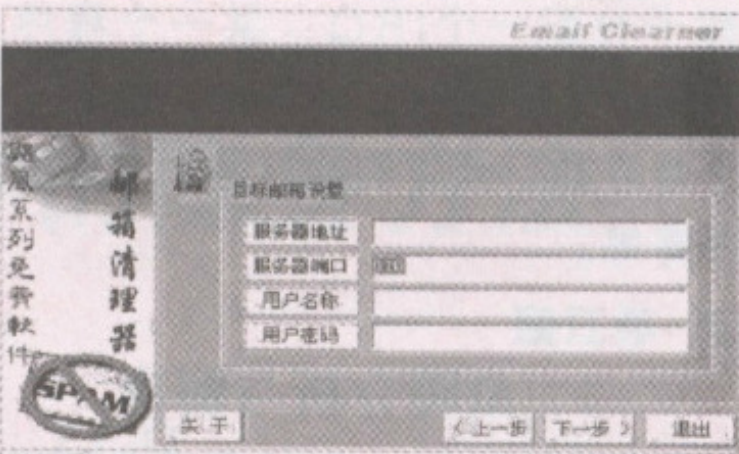 Email Clearner
风系列免费軟件
邮箱清理器
目标邮箱设置
服务器地址
服务器端口 110
用户名称
用户密码
SPAM
关于
《上一步
下一步》
退出